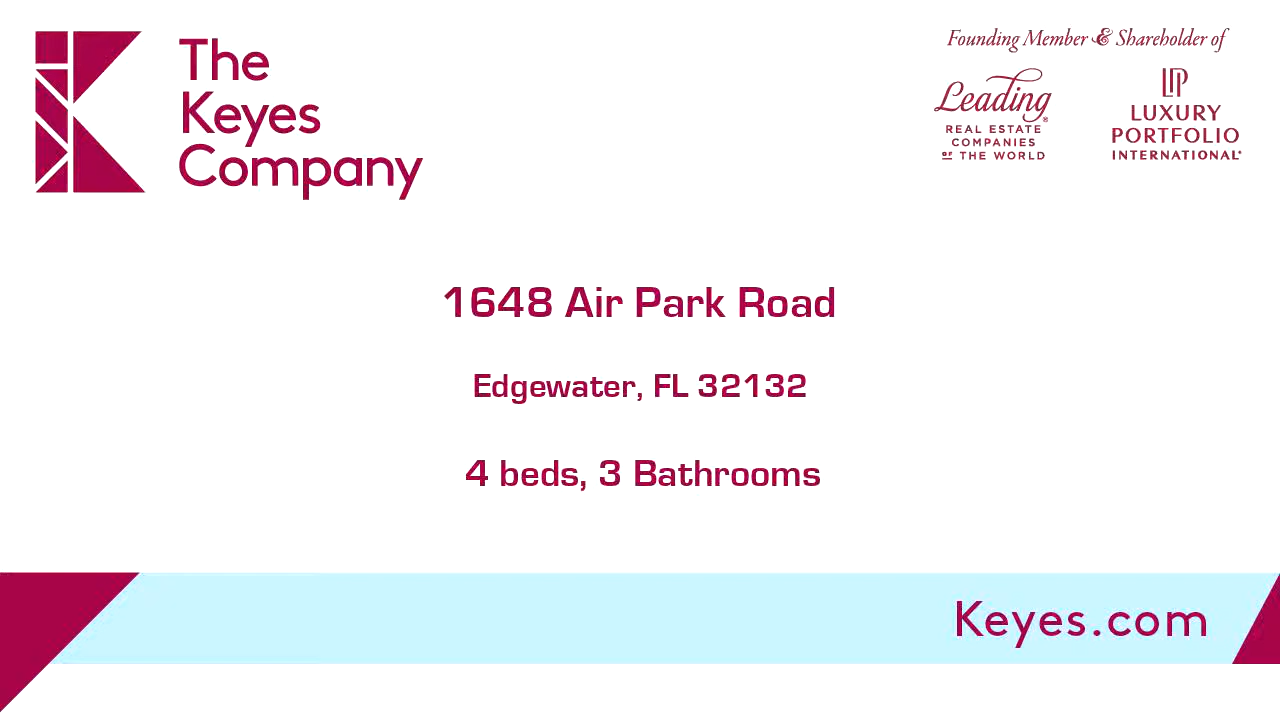 The
Keyes
Company
Founding Member & Shareholder of
Leading
REAL ESTATE
COMPANIES
OF THE WORLD
LUXURY
PORTFOLIO
INTERNATIONAL
1648 Air Park Road
Edgewater, FL 32132
4 beds, 3 Bathrooms
Keyes.com